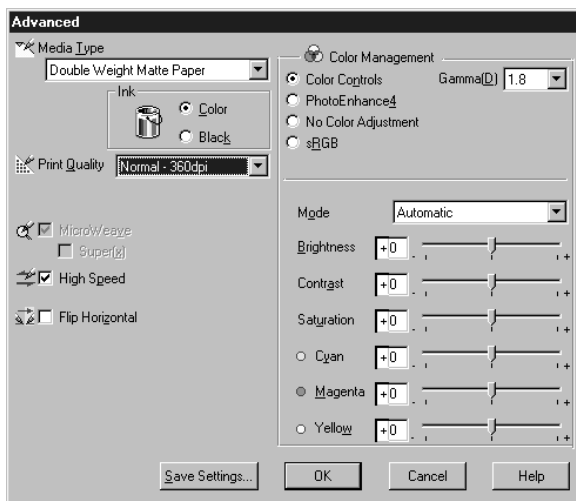 Advanced
Media Type
Double Weight Matte Paper
Ink
Color
Black
Print Quality
Normal - 360dpi
MicroWeave
Super(x)
High Speed
Flip Horizontal
Color Management
Color Controls
Gamma(D) 1.8
PhotoEnhance4
No Color Adjustment
sRGB
Mode Automatic
Brightness +0 - +
Contrast +0 - +
Saturation +0 - +
Cyan +0 - +
Magenta +0 - +
Yellow +0 - +
Save Settings... OK Cancel Help